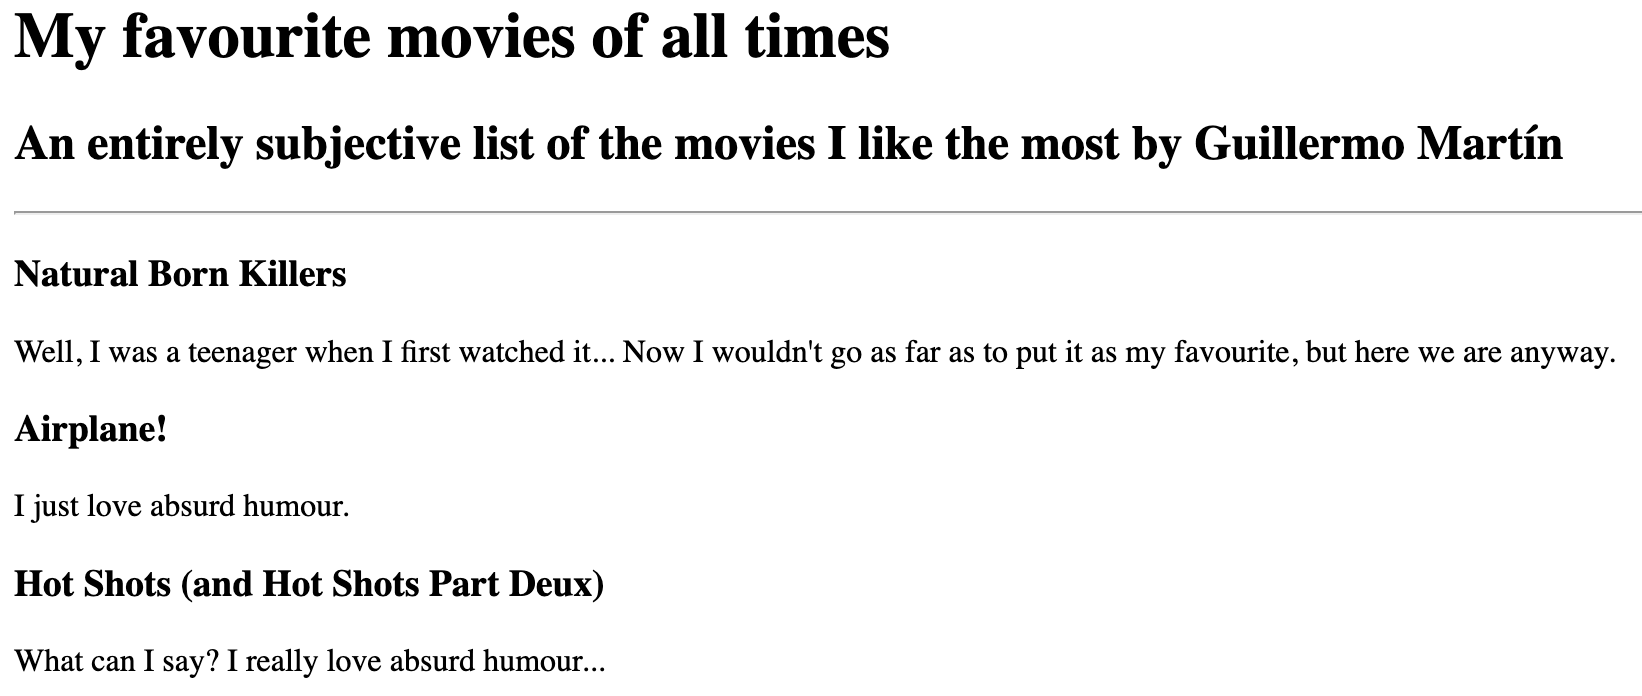 My favourite movies of all times
An entirely subjective list of the movies I like the most by Guillermo Martín
Natural Born Killers
Well, I was a teenager when I first watched it... Now I wouldn't go as far as to put it as my favourite, but here we are anyway.
Airplane!
I just love absurd humour.
Hot Shots (and Hot Shots Part Deux)
What can I say? I really love absurd humour...